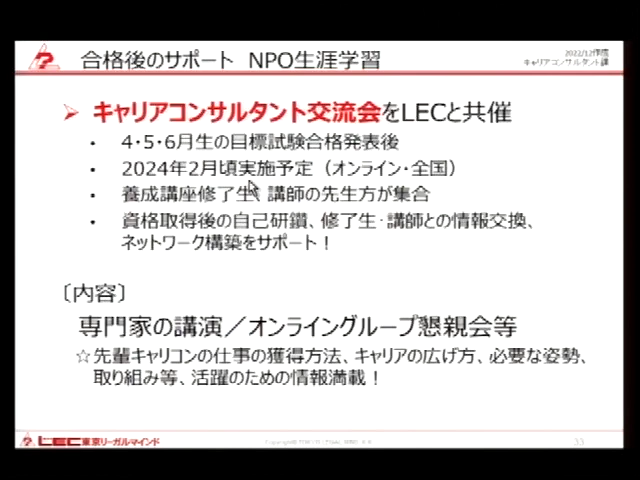 合格後のサポート NPO生涯学習
2022/12作成
キャリアコンサルタント課
➢ キャリアコンサルタント交流会をLECと共催
• 4・5・6月生の目標試験合格発表後
• 2024年2月頃実施予定（オンライン・全国）
• 養成講座修了生、講師の先生方が集合
• 資格取得後の自己研鑽、修了生・講師との情報交換、
ネットワーク構築をサポート！
〔内容〕
専門家の講演／オンライングループ懇親会等
☆先輩キャリコンの仕事の獲得方法、キャリアの広げ方、必要な姿勢、
取り組み等、活躍のための情報満載！
LEC東京リーガルマインド
33